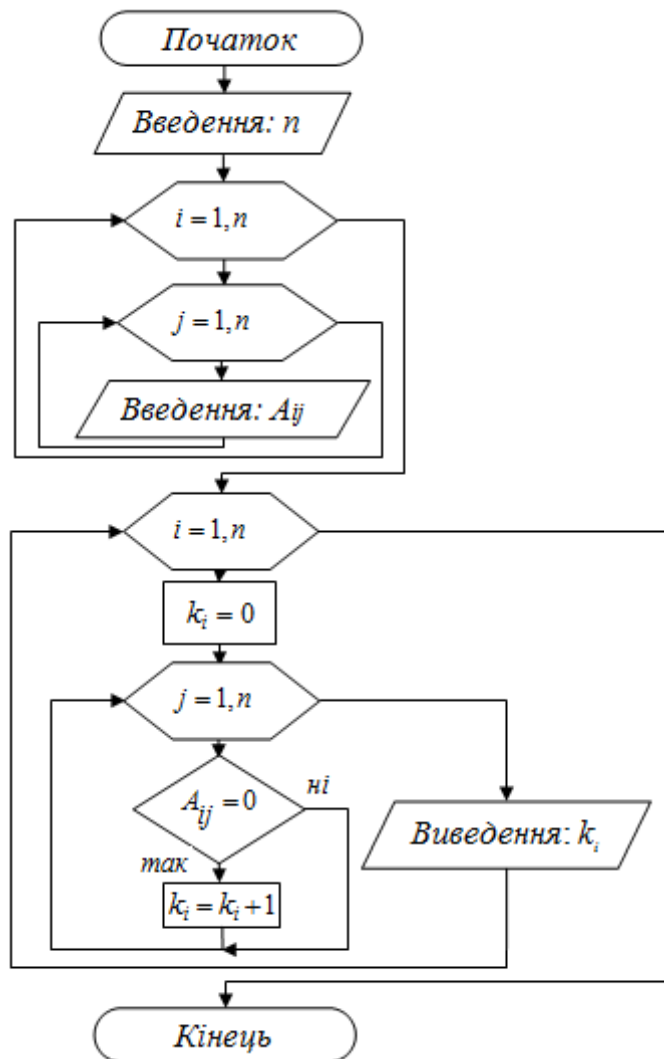 Початок
Введення: n
i = 1, n
j = 1, n
Введення: Aij
i = 1, n
ki = 0
j = 1, n
Aij = 0
ні
так
ki = ki + 1
Виведення: ki
Кінець